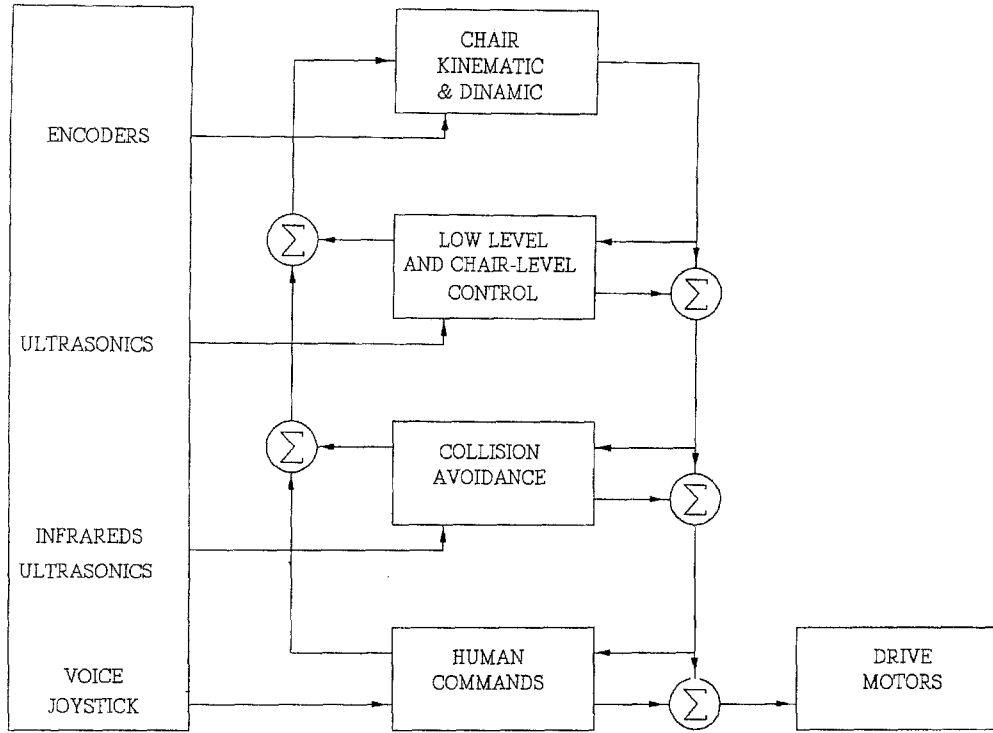 CHAIR
KINEMATIC
& DINAMIC
ENCODERS
Σ
LOW LEVEL
AND CHAIR-LEVEL
CONTROL
Σ
ULTRASONICS
Σ
COLLISION
AVOIDANCE
Σ
INFRAREDS
ULTRASONICS
HUMAN
COMMANDS
Σ
VOICE
JOYSTICK
DRIVE
MOTORS